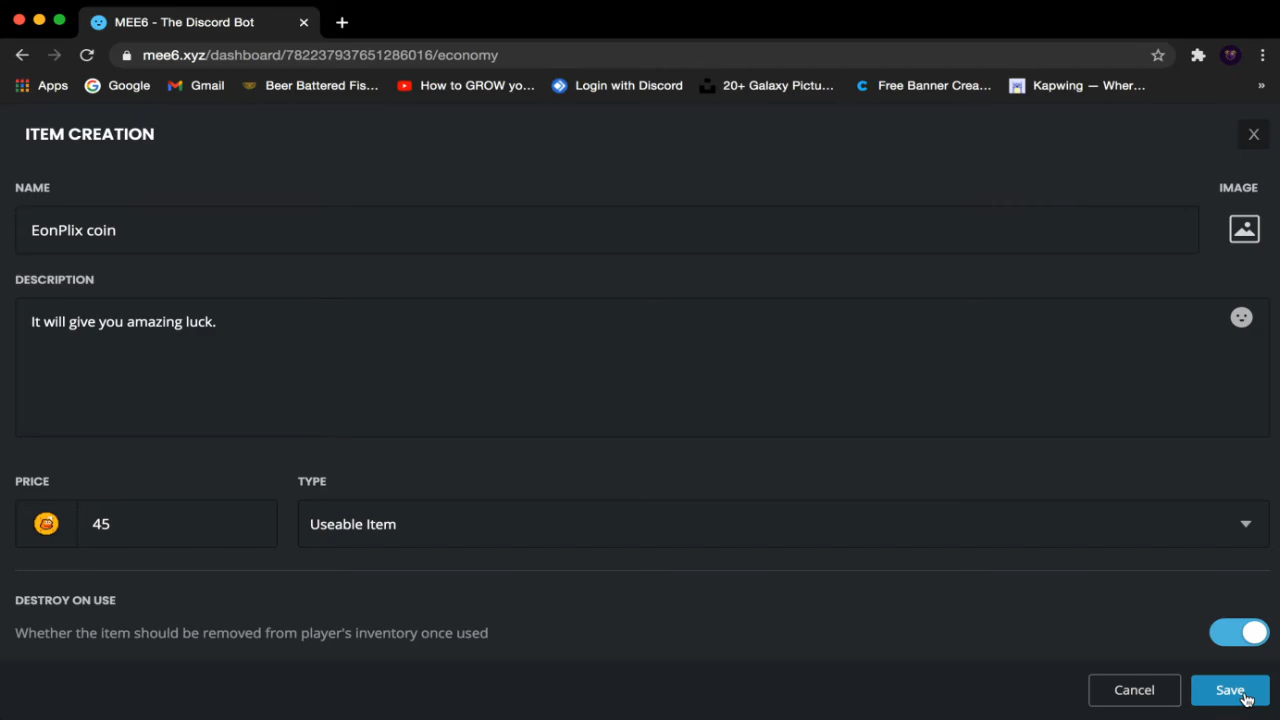 MEE6 - The Discord Bot
mee6.xyz/dashboard/782237937651286016/economy
Apps Google Gmail Beer Battered Fis... How to GROW yo... Login with Discord 20+ Galaxy Pictu... Free Banner Crea... Kapwing — Wher... »
ITEM CREATION X
NAME IMAGE
EonPlix coin
DESCRIPTION
It will give you amazing luck.
PRICE TYPE
45 Useable Item
DESTROY ON USE
Whether the item should be removed from player's inventory once used
Cancel Save